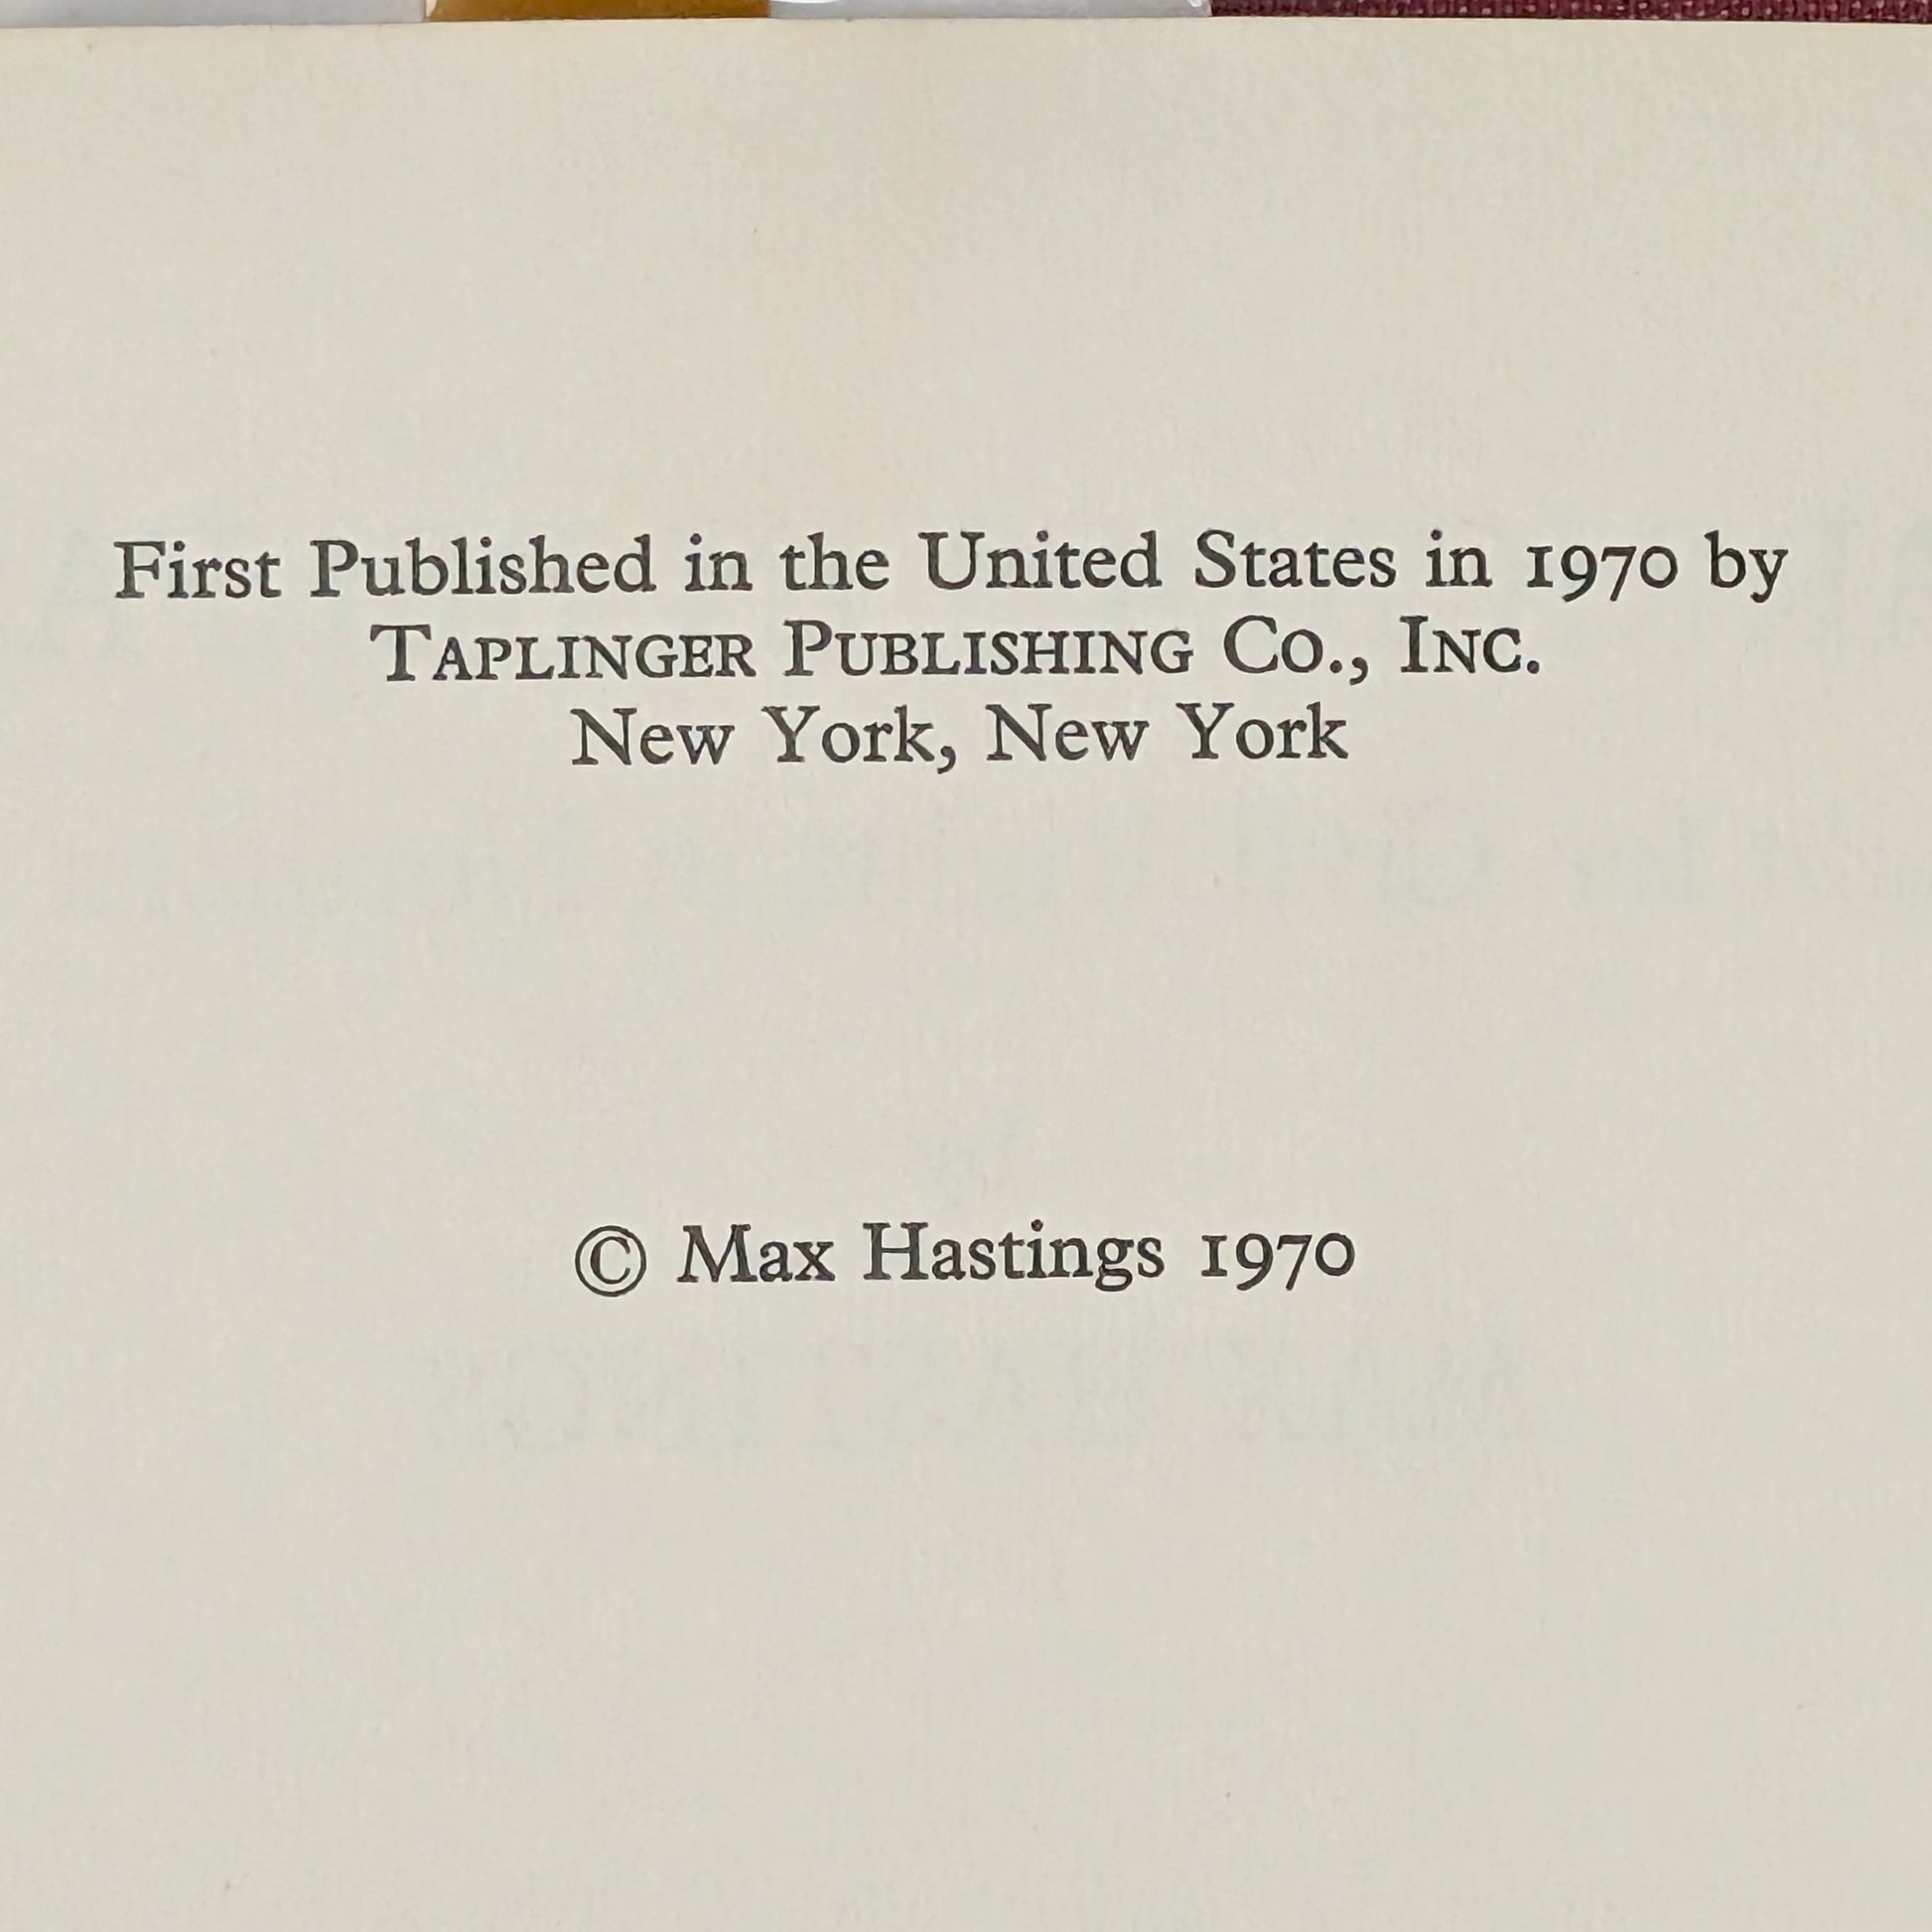 First Published in the United States in 1970 by
TAPLINGER PUBLISHING CO., INC.
New York, New York
© Max Hastings 1970